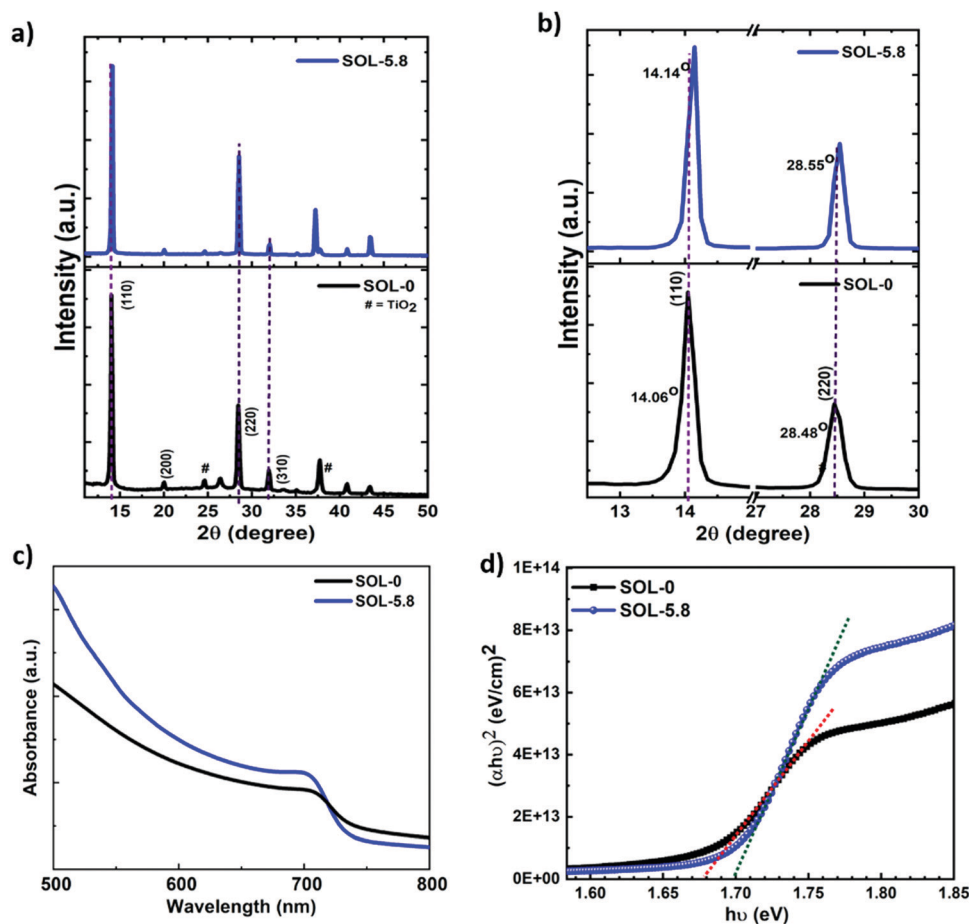 a)
SOL-5.8
SOL-0
# = TiO2
(110)
(200)
#
(220)
(310)
#
Intensity (a.u.)
15 20 25 30 35 40 45 50
2θ (degree)
b)
SOL-5.8
14.14°
28.55°
SOL-0
(110)
14.06°
(220)
28.48°
#
Intensity (a.u.)
13 14 27 28 29 30
2θ (degree)
c)
SOL-0
SOL-5.8
Absorbance (a.u.)
500 600 700 800
Wavelength (nm)
d)
SOL-0
SOL-5.8
1E+14
8E+13
6E+13
4E+13
2E+13
0E+00
(αhυ)2 (eV/cm)2
1.60 1.65 1.70 1.75 1.80 1.85
hυ (eV)